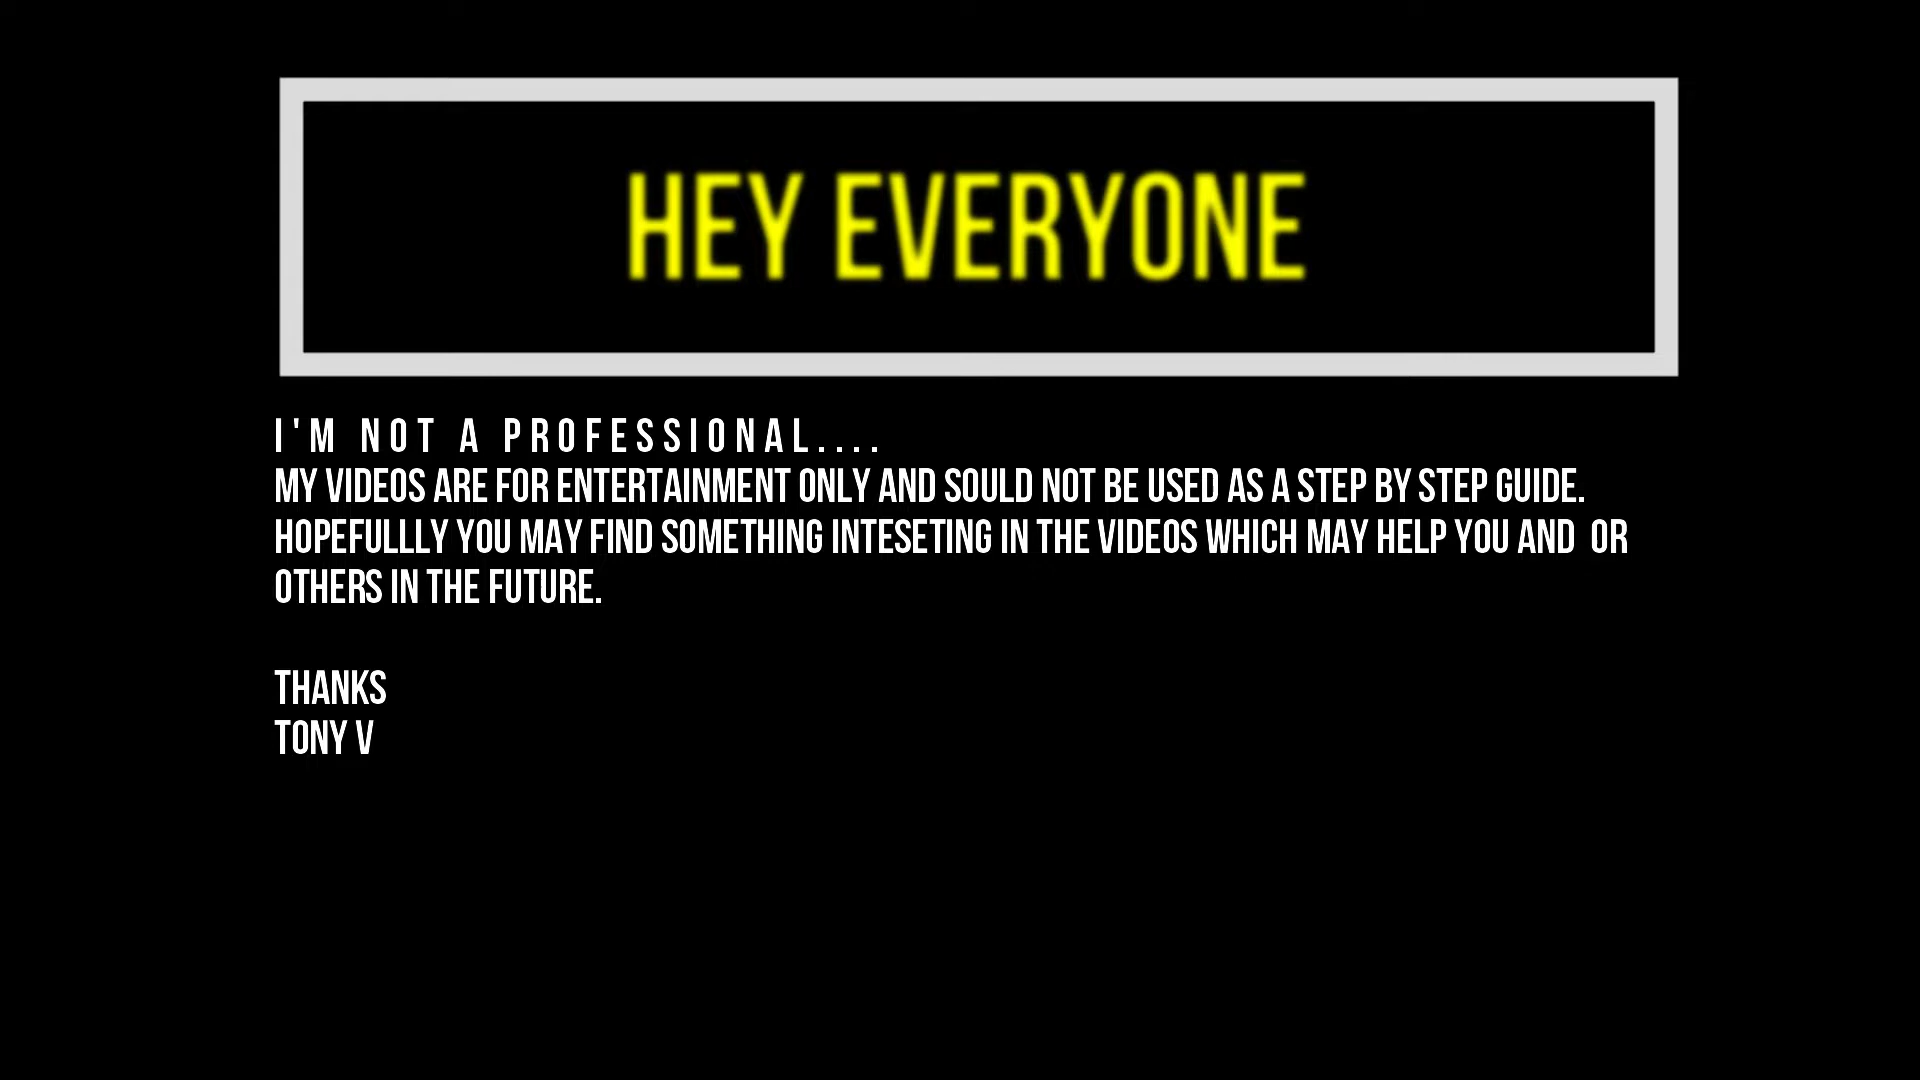 HEY EVERYONE
I'M NOT A PROFESSIONAL....
MY VIDEOS ARE FOR ENTERTAINMENT ONLY AND SOULD NOT BE USED AS A STEP BY STEP GUIDE.
HOPEFULLLY YOU MAY FIND SOMETHING INTESETING IN THE VIDEOS WHICH MAY HELP YOU AND  OR
OTHERS IN THE FUTURE.
THANKS
TONY V